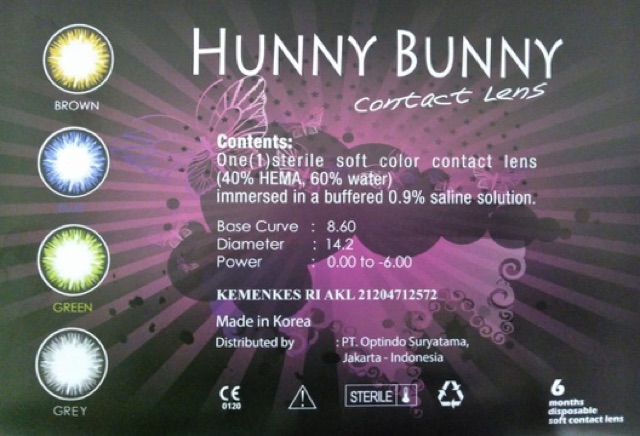 HUNNY BUNNY
Contact Lens
BROWN
GREEN
GREY
Contents:
One(1)sterile soft color contact lens
(40% HEMA, 60% water)
immersed in a buffered 0.9% saline solution.
Base Curve : 8.60
Diameter : 14.2
Power : 0.00 to -6.00
KEMENKES RI AKL 21204712572
Made in Korea
Distributed by : PT. Optindo Suryatama,
Jakarta - Indonesia
CE
0120
STERILE
6
months
disposable
soft contact lens